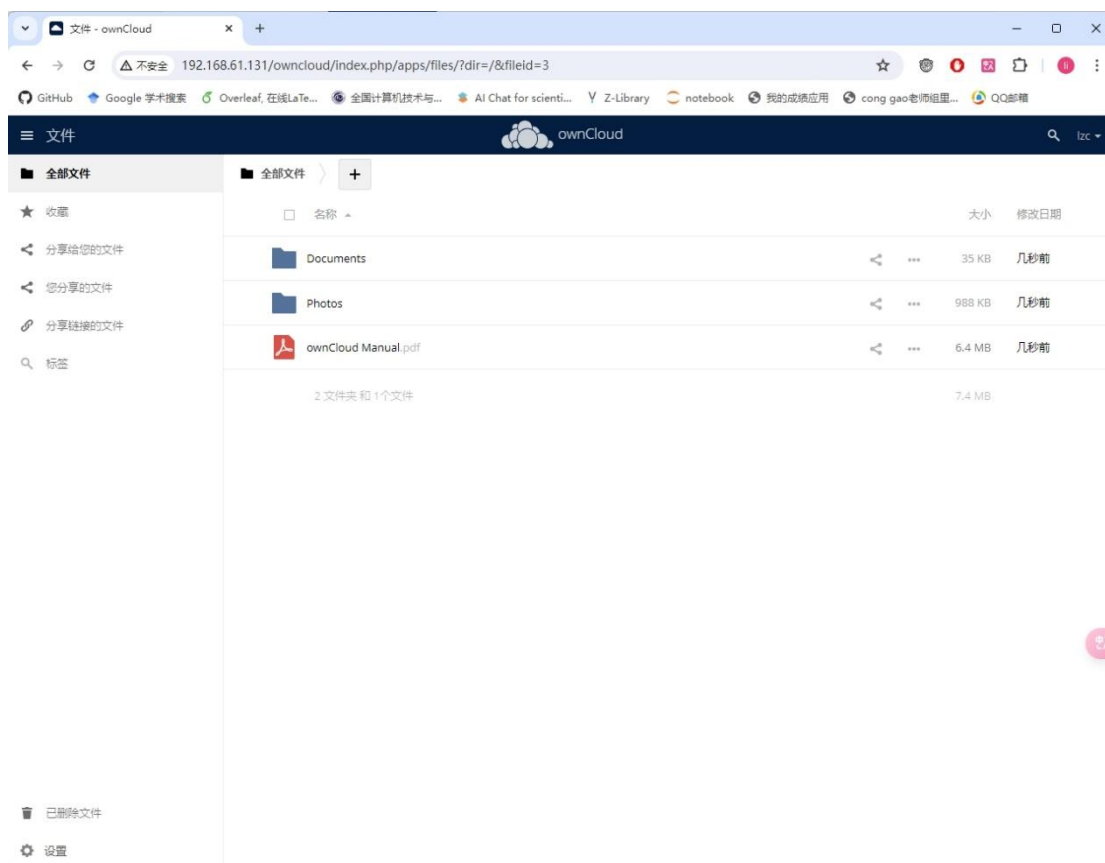 文件 - ownCloud
不安全 192.168.61.131/owncloud/index.php/apps/files/?dir=/&fileid=3
GitHub Google 学术搜索 Overleaf, 在线LaTe... 全国计算机技术与... AI Chat for scienti... Z-Library notebook 我的成绩应用 cong gao老师组里... QQ邮箱
文件 ownCloud lzc
全部文件
收藏
分享给您的文件
您分享的文件
分享链接的文件
标签
全部文件 +
名称 大小 修改日期
Documents 35 KB 几秒前
Photos 988 KB 几秒前
ownCloud Manual.pdf 6.4 MB 几秒前
2 文件夹 和 1个文件 7.4 MB
已删除文件
设置